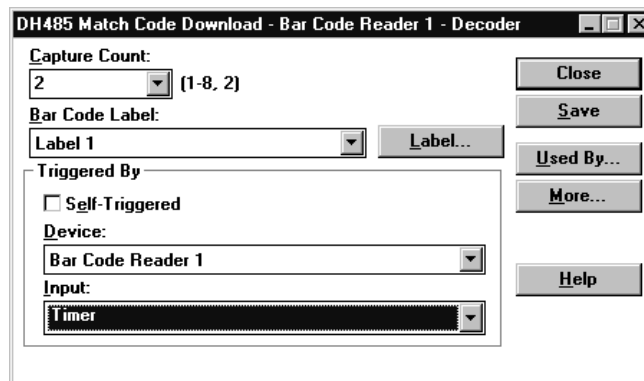 DH485 Match Code Download - Bar Code Reader 1 - Decoder
Capture Count:
2 (1-8, 2)
Bar Code Label:
Label 1 Label...
Triggered By
Self-Triggered
Device:
Bar Code Reader 1
Input:
Timer
Close
Save
Used By...
More...
Help